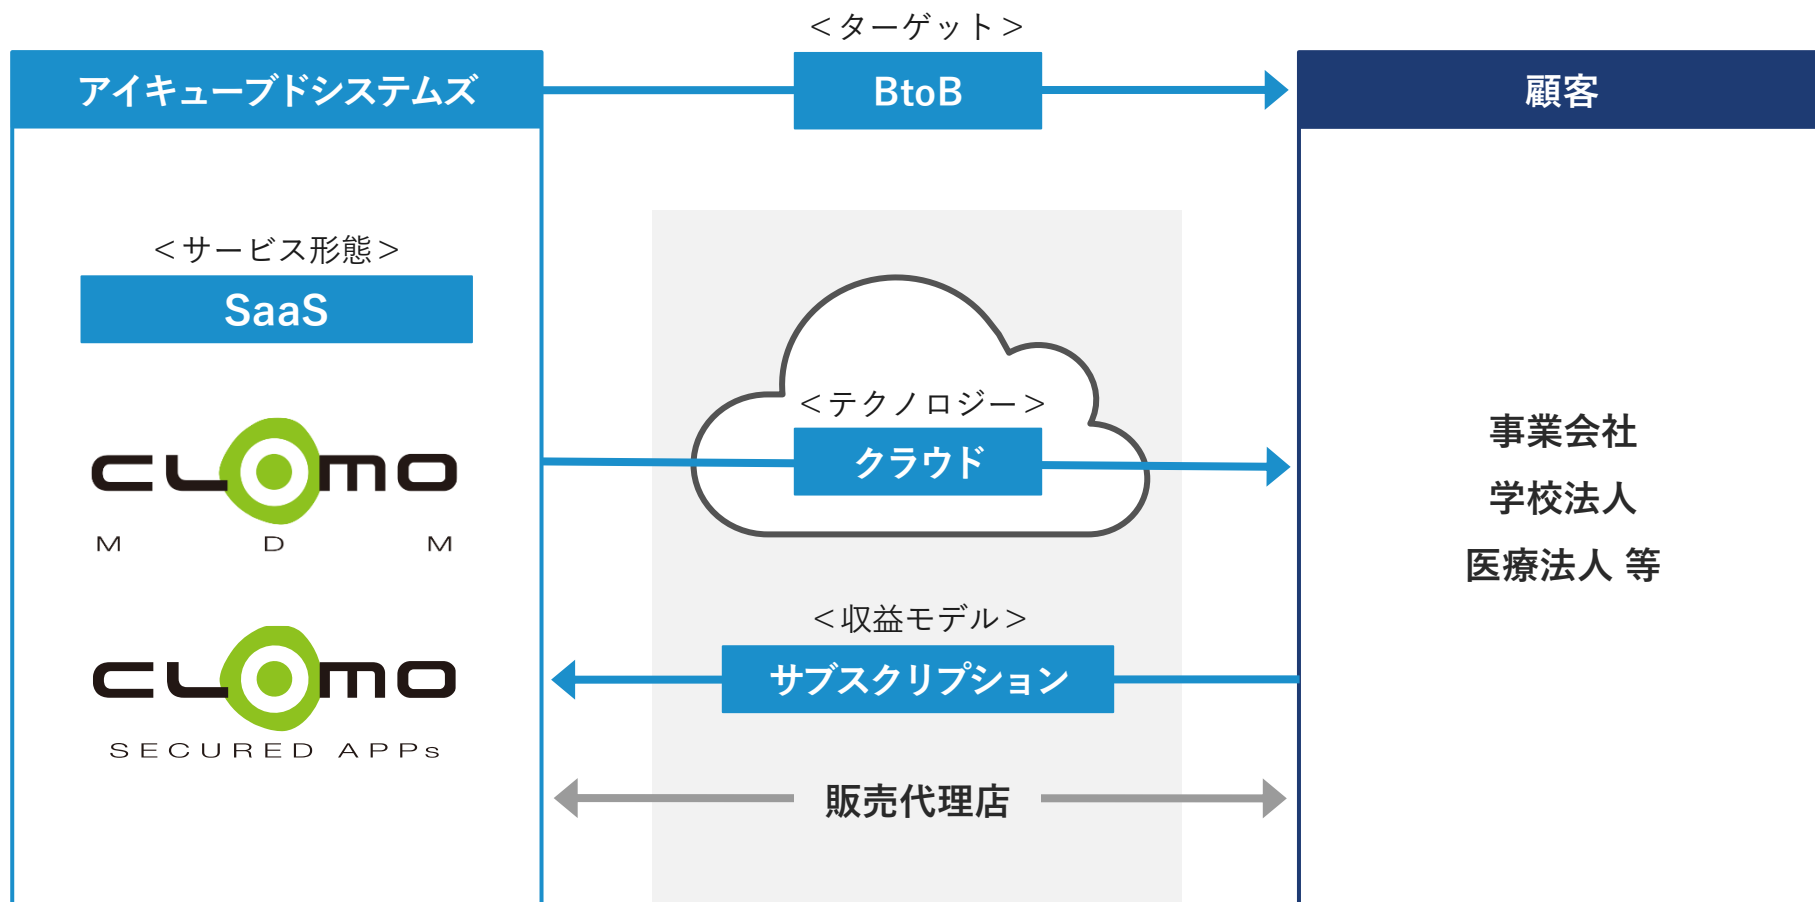 ＜ターゲット＞
アイキューブドシステムズ
BtoB
顧客
＜サービス形態＞
SaaS
CLOMO
M D M
CLOMO
SECURED APPs
＜テクノロジー＞
クラウド
＜収益モデル＞
サブスクリプション
販売代理店
事業会社
学校法人
医療法人 等